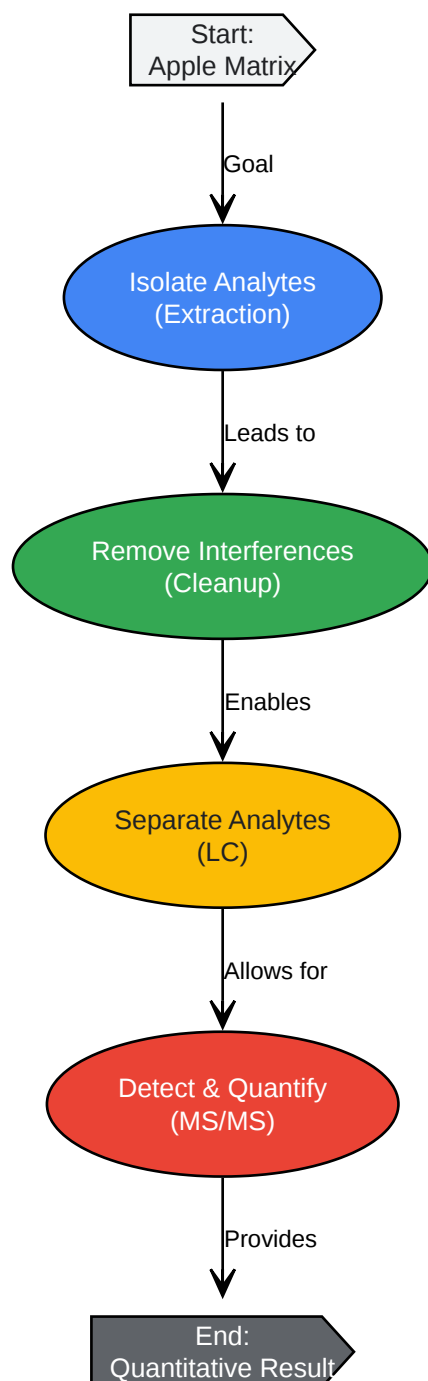 Start:
Apple Matrix
Goal
Isolate Analytes
(Extraction)
Leads to
Remove Interferences
(Cleanup)
Enables
Separate Analytes
(LC)
Allows for
Detect & Quantify
(MS/MS)
Provides
End:
Quantitative Result